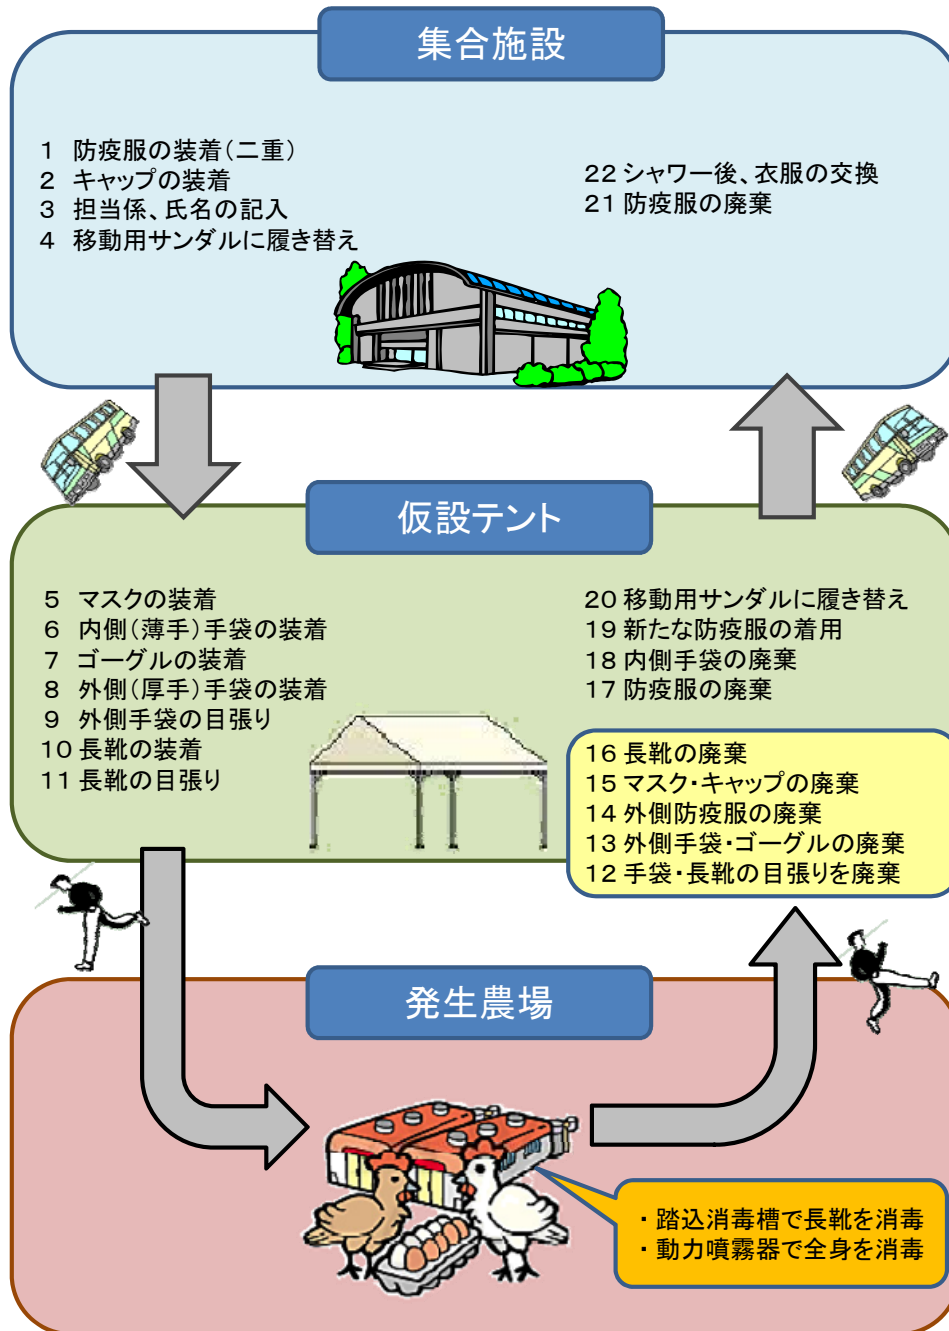 集合施設
1 防疫服の装着(二重)
2 キャップの装着
3 担当係、氏名の記入
4 移動用サンダルに履き替え
22 シャワー後、衣服の交換
21 防疫服の廃棄
仮設テント
5 マスクの装着
6 内側(薄手)手袋の装着
7 ゴーグルの装着
8 外側(厚手)手袋の装着
9 外側手袋の目張り
10 長靴の装着
11 長靴の目張り
20 移動用サンダルに履き替え
19 新たな防疫服の着用
18 内側手袋の廃棄
17 防疫服の廃棄
16 長靴の廃棄
15 マスク・キャップの廃棄
14 外側防疫服の廃棄
13 外側手袋・ゴーグルの廃棄
12 手袋・長靴の目張りを廃棄
発生農場
・踏込消毒槽で長靴を消毒
・動力噴霧器で全身を消毒